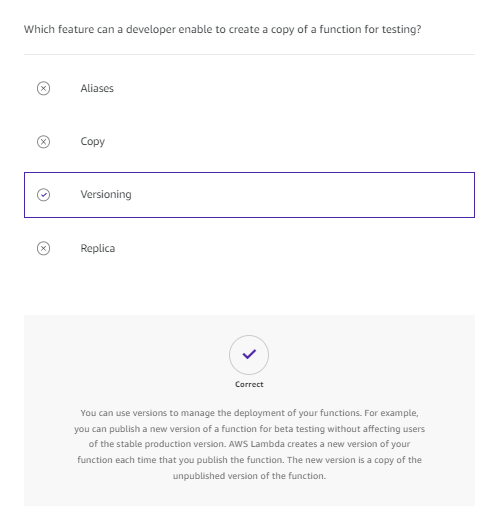 Which feature can a developer enable to create a copy of a function for testing?
Aliases
Copy
Versioning
Replica
Correct
You can use versions to manage the deployment of your functions. For example,
you can publish a new version of a function for beta testing without affecting users
of the stable production version. AWS Lambda creates a new version of your
function each time that you publish the function. The new version is a copy of the
unpublished version of the function.